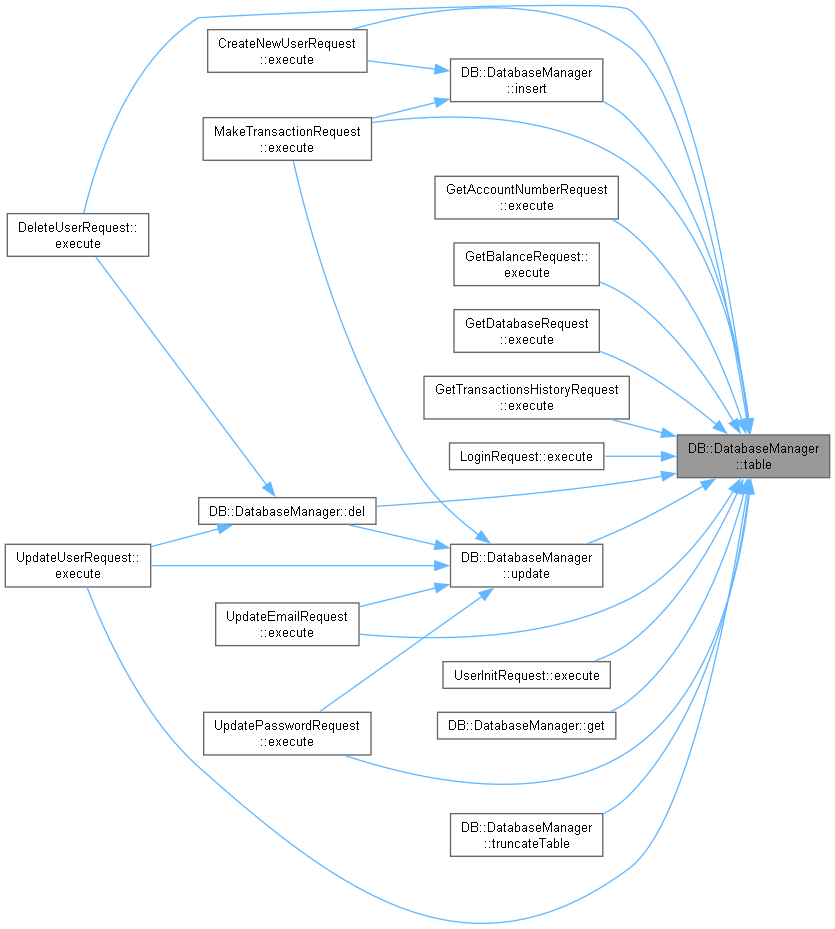 CreateNewUserRequest
::execute
DB::DatabaseManager
::insert
MakeTransactionRequest
::execute
GetAccountNumberRequest
::execute
DeleteUserRequest::
execute
GetBalanceRequest::
execute
GetDatabaseRequest
::execute
GetTransactionsHistoryRequest
::execute
LoginRequest::execute
DB::DatabaseManager
::table
DB::DatabaseManager::del
UpdateUserRequest::
execute
DB::DatabaseManager
::update
UpdateEmailRequest
::execute
UserInitRequest::execute
UpdatePasswordRequest
::execute
DB::DatabaseManager::get
DB::DatabaseManager
::truncateTable